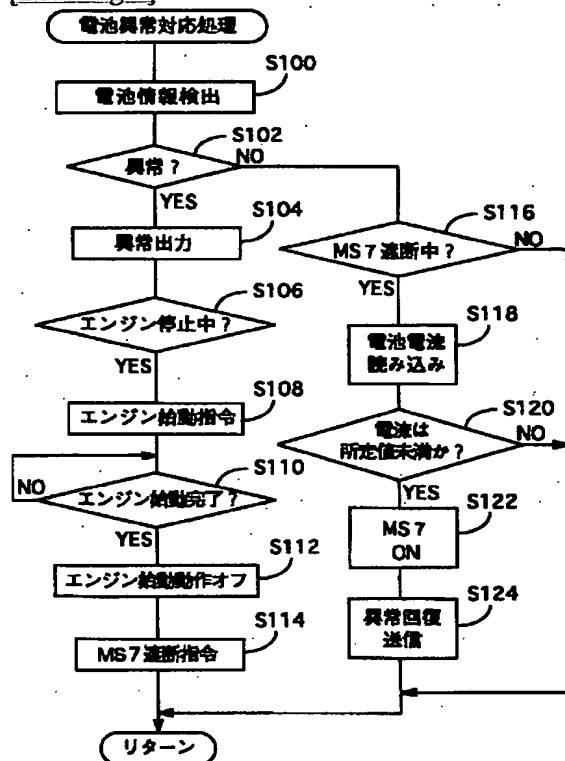 電池異常対応処理
S100
電池情報検出
S102
異常？
NO
YES
S104
異常出力
S106
エンジン停止中？
YES
S108
エンジン始動指令
S110
NO
エンジン始動完了？
YES
S112
エンジン始動動作オフ
S114
MS7遮断指令
S116
MS7遮断中？
NO
YES
S118
電池電流
読み込み
S120
電流は
所定値未満か？
NO
YES
S122
MS7
ON
S124
異常回復
送信
リターン